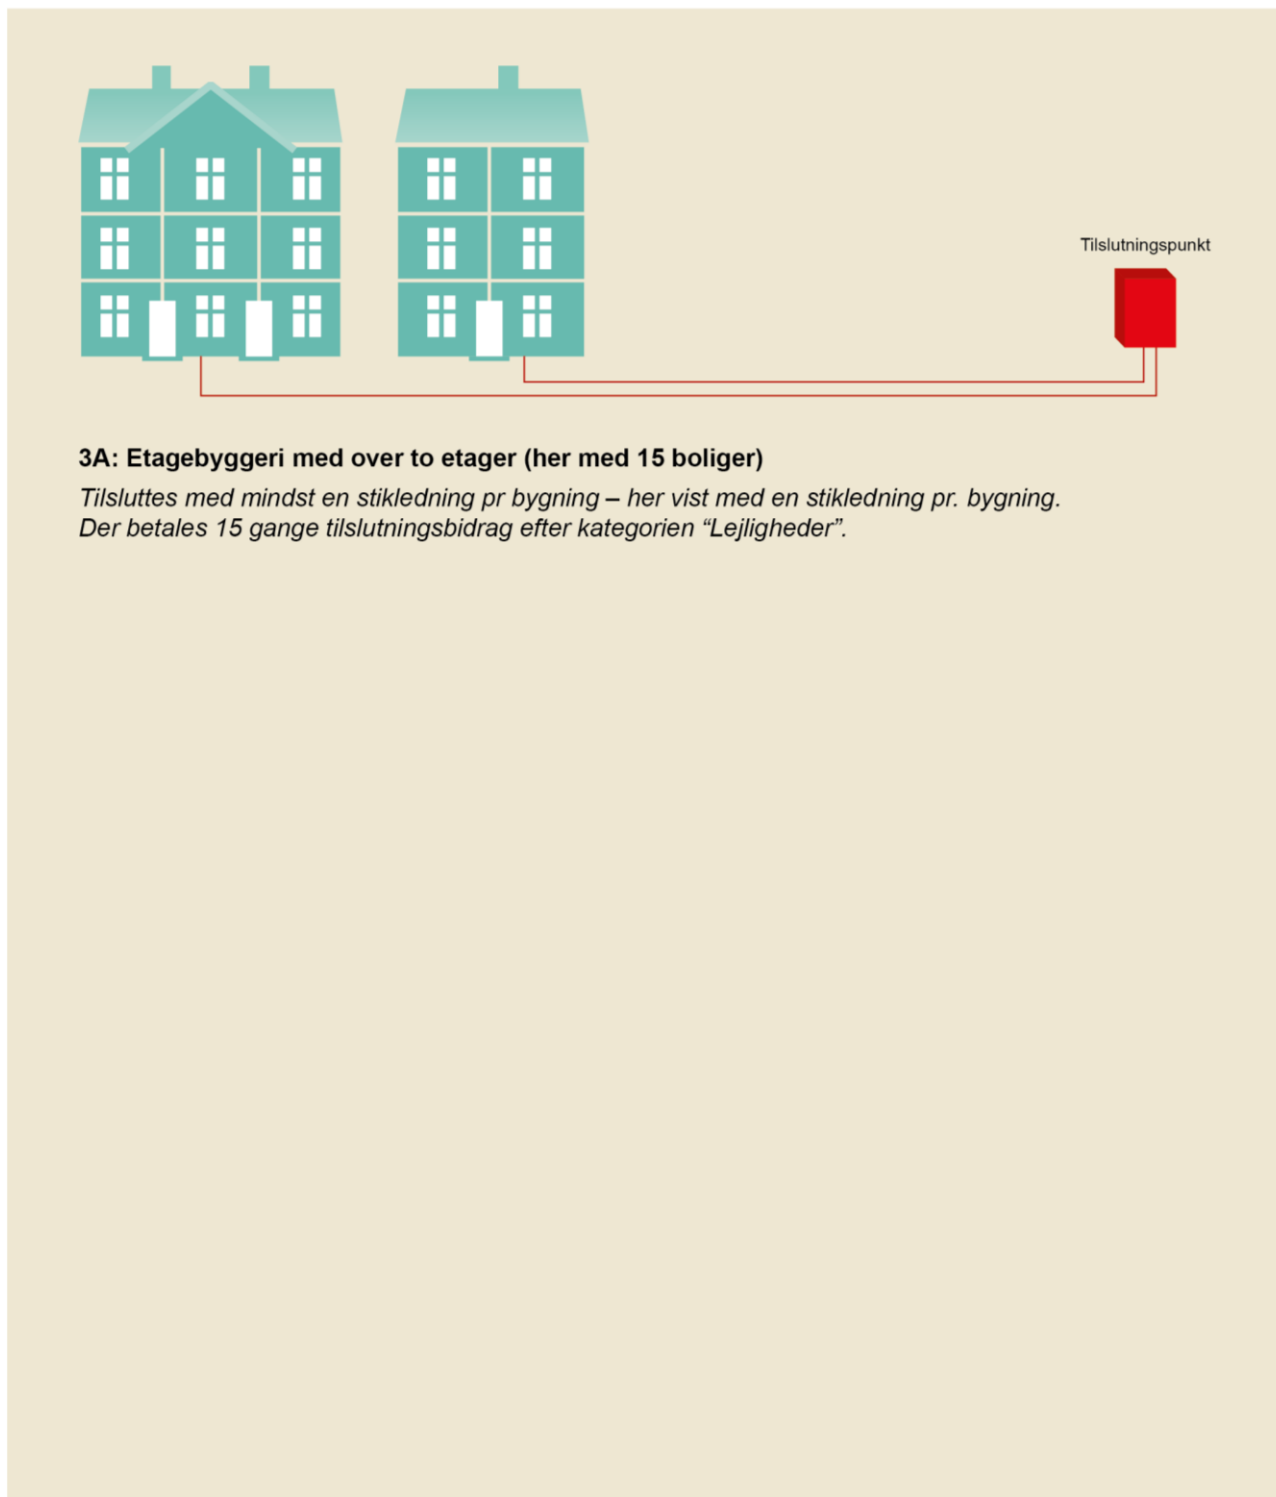 Tilslutningspunkt
3A: Etagebyggeri med over to etager (her med 15 boliger)
Tilsluttes med mindst en stikledning pr bygning – her vist med en stikledning pr. bygning.
Der betales 15 gange tilslutningsbidrag efter kategorien “Lejligheder”.